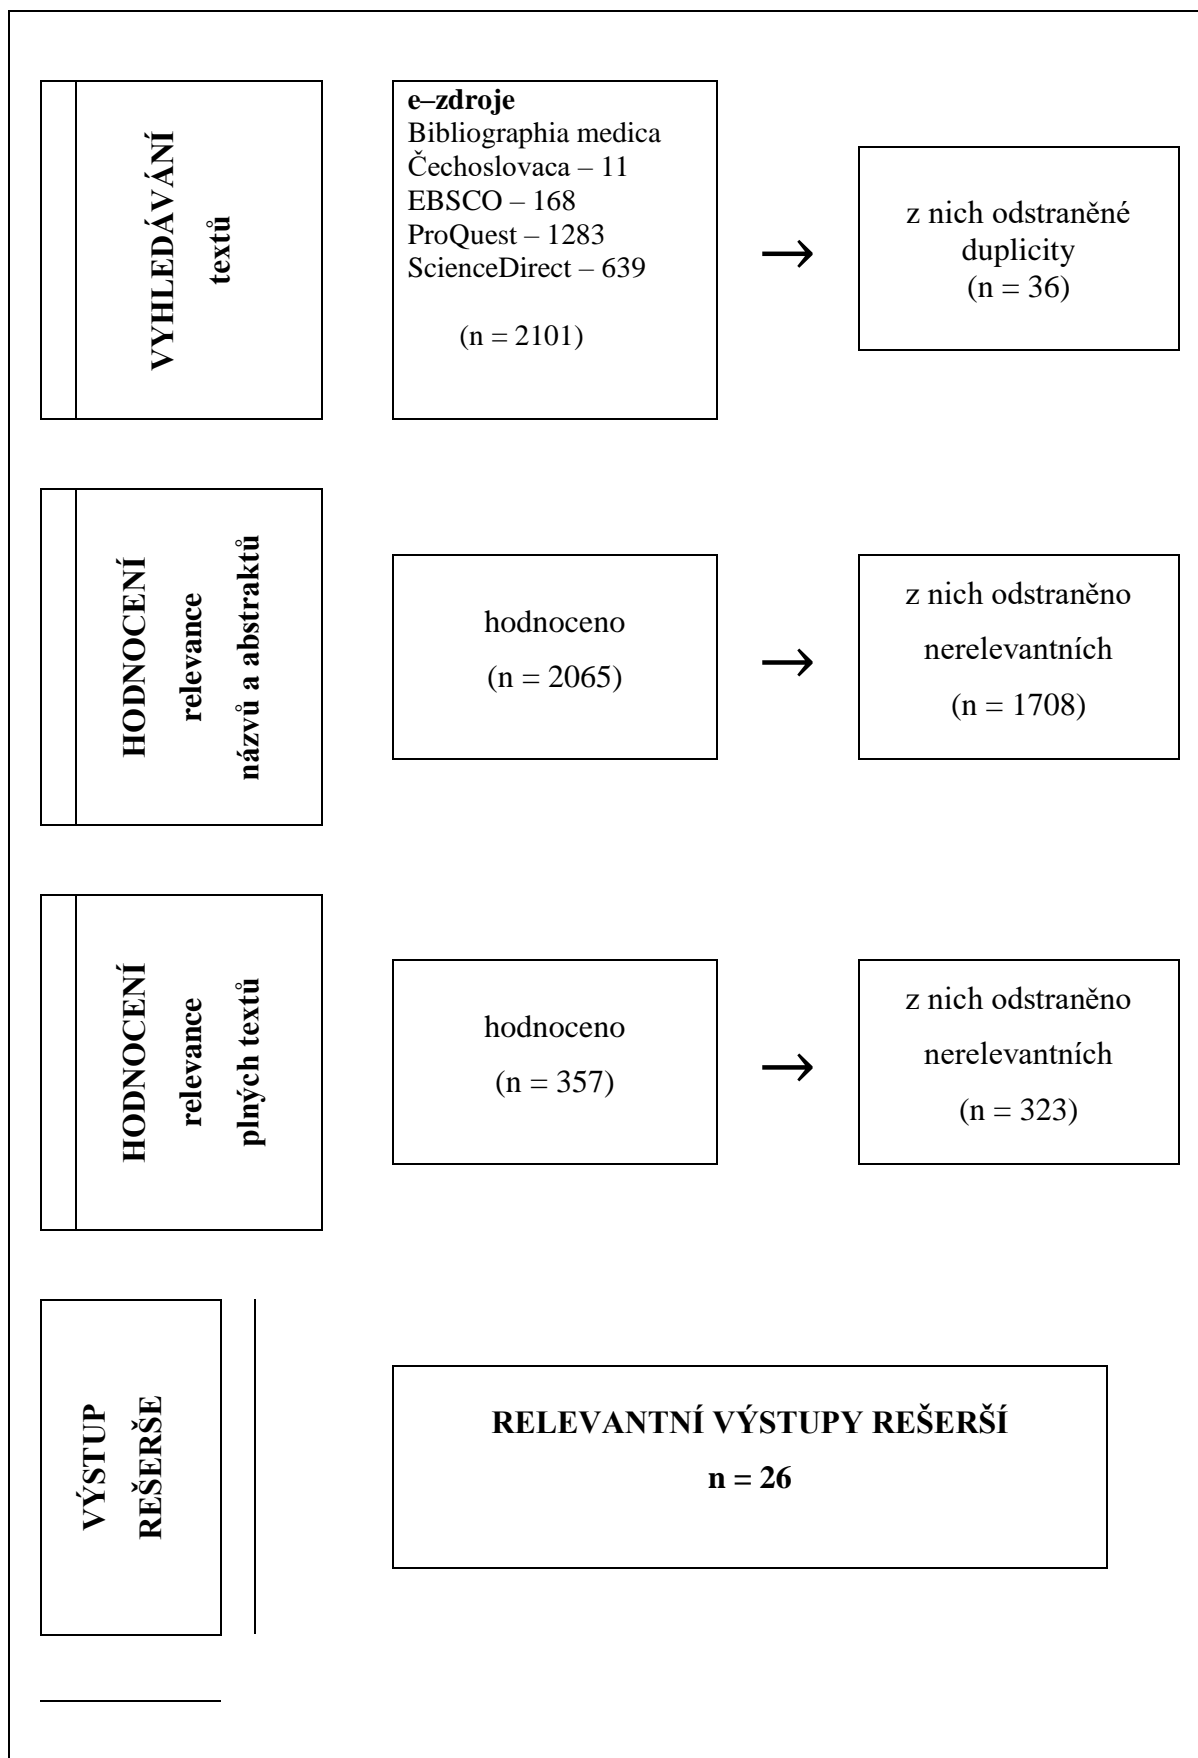 VYHLEDÁVÁNÍ
textů
e–zdroje
Bibliographia medica
Čechoslovaca – 11
EBSCO – 168
ProQuest – 1283
ScienceDirect – 639
(n = 2101)
→
z nich odstraněné
duplicity
(n = 36)
HODNOCENÍ
relevance
názvů a abstraktů
hodnoceno
(n = 2065)
→
z nich odstraněno
nerelevantních
(n = 1708)
HODNOCENÍ
relevance
plných textů
hodnoceno
(n = 357)
→
z nich odstraněno
nerelevantních
(n = 323)
VÝSTUP
REŠERŠE
RELEVANTNÍ VÝSTUPY REŠERŠÍ
n = 26